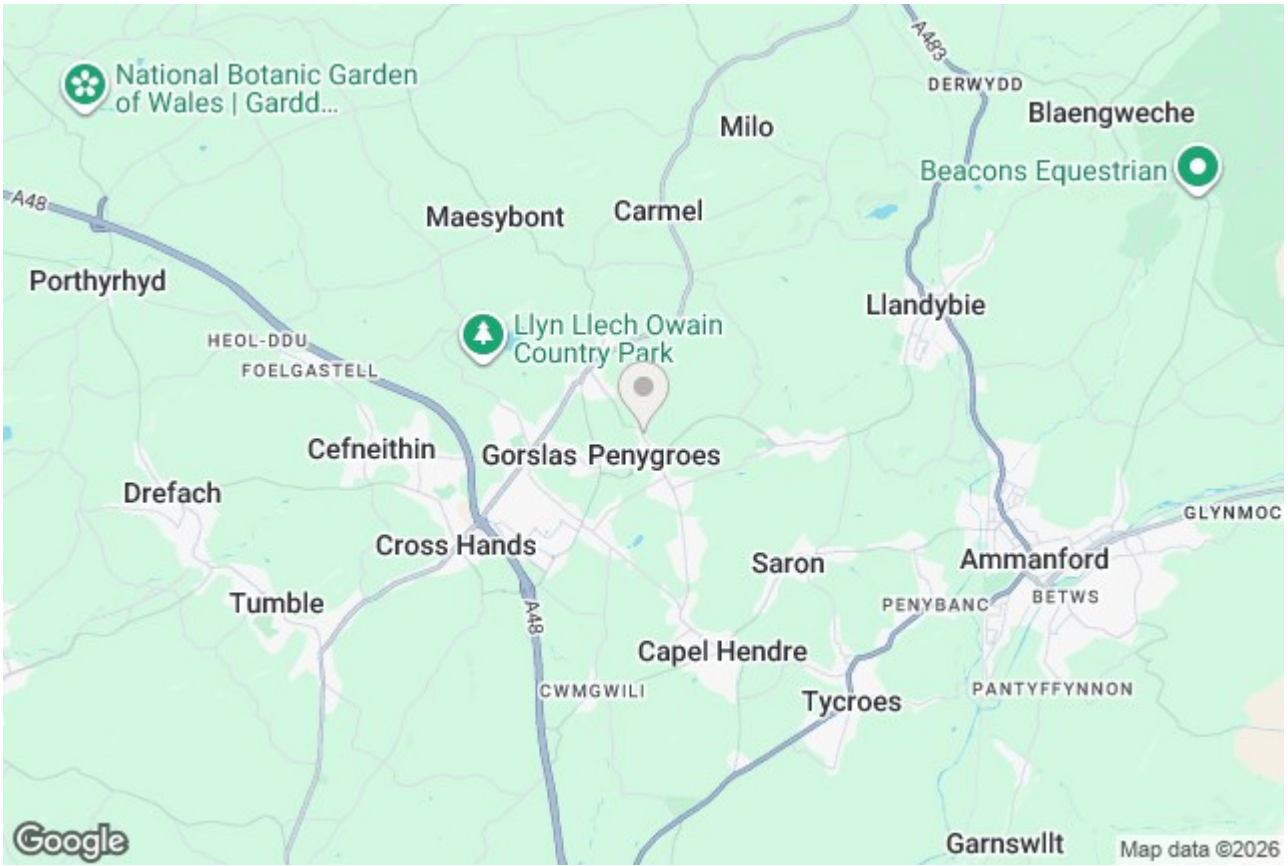 A483
National Botanic Garden
of Wales | Gardd...
DERWYDD
Blaengweche
Milo
Beacons Equestrian
A48
Maesybont
Carmel
Porthyrhyd
Llandybie
Llyn Llech Owain
Country Park
HEOL-DDU
FOELGASTELL
Cefneithin
Gorslas
Penygroes
Drefach
GLYNMOC
Cross Hands
Saron
Ammanford
Tumble
A48
PENYBANC
BETWS
Capel Hendre
CWMGWILI
PANTYFFYNNON
Tycroes
Google
Garnswllt
Map data ©2026